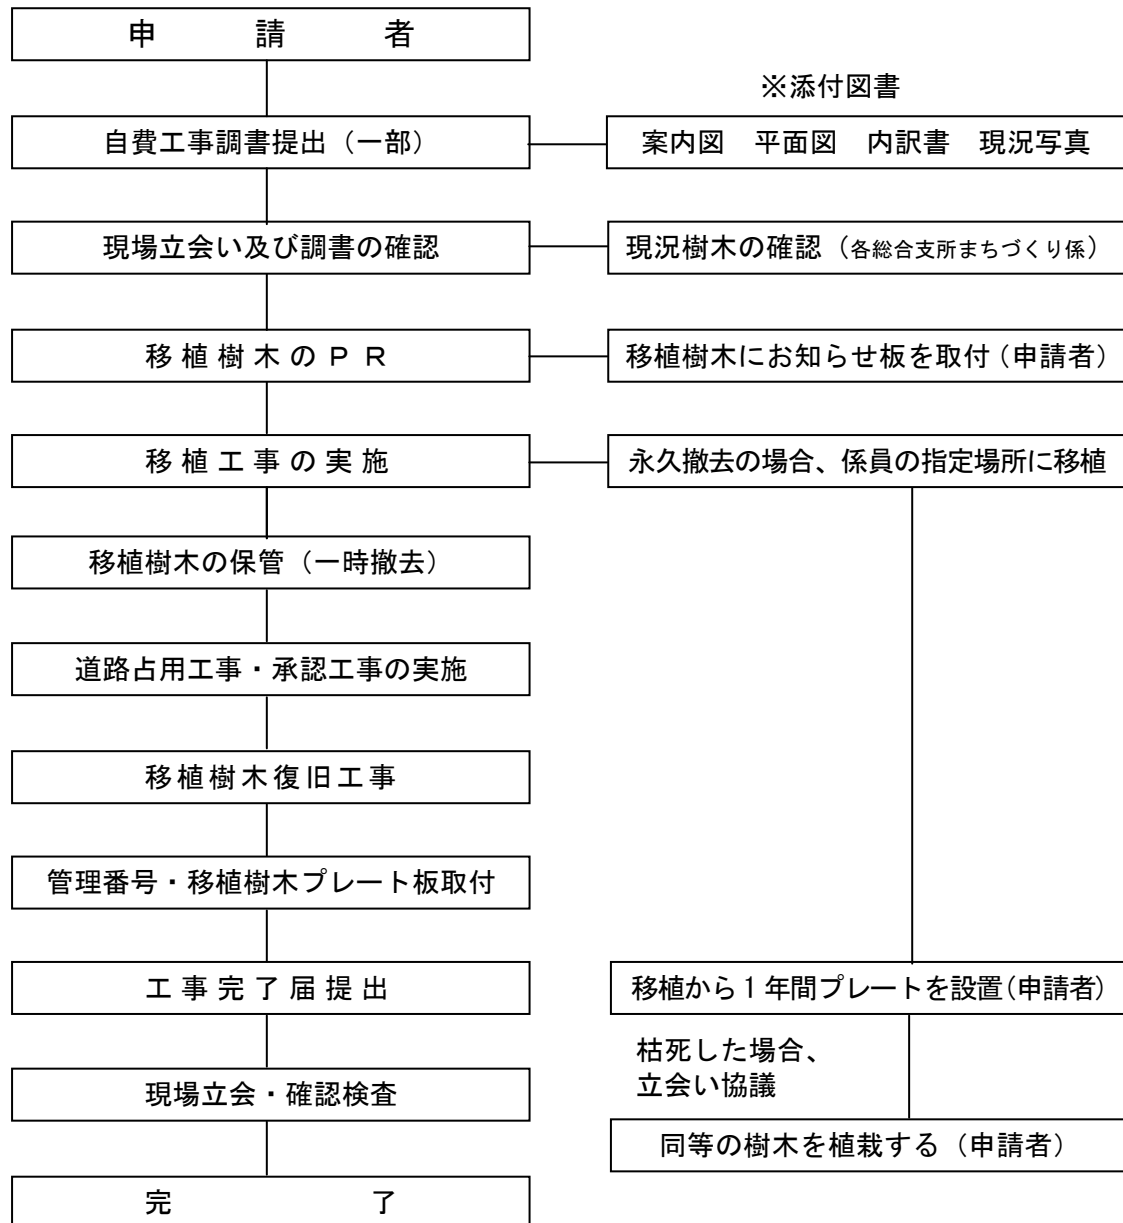 申請者
※添付図書
自費工事調書提出（一部）
案内図　平面図　内訳書　現況写真
現場立会い及び調書の確認
現況樹木の確認（各総合支所まちづくり係）
移植樹木のＰＲ
移植樹木にお知らせ板を取付（申請者）
移植工事の実施
永久撤去の場合、係員の指定場所に移植
移植樹木の保管（一時撤去）
道路占用工事・承認工事の実施
移植樹木復旧工事
管理番号・移植樹木プレート板取付
工事完了届提出
移植から１年間プレートを設置（申請者）
枯死した場合、
立会い協議
現場立会・確認検査
同等の樹木を植栽する（申請者）
完了